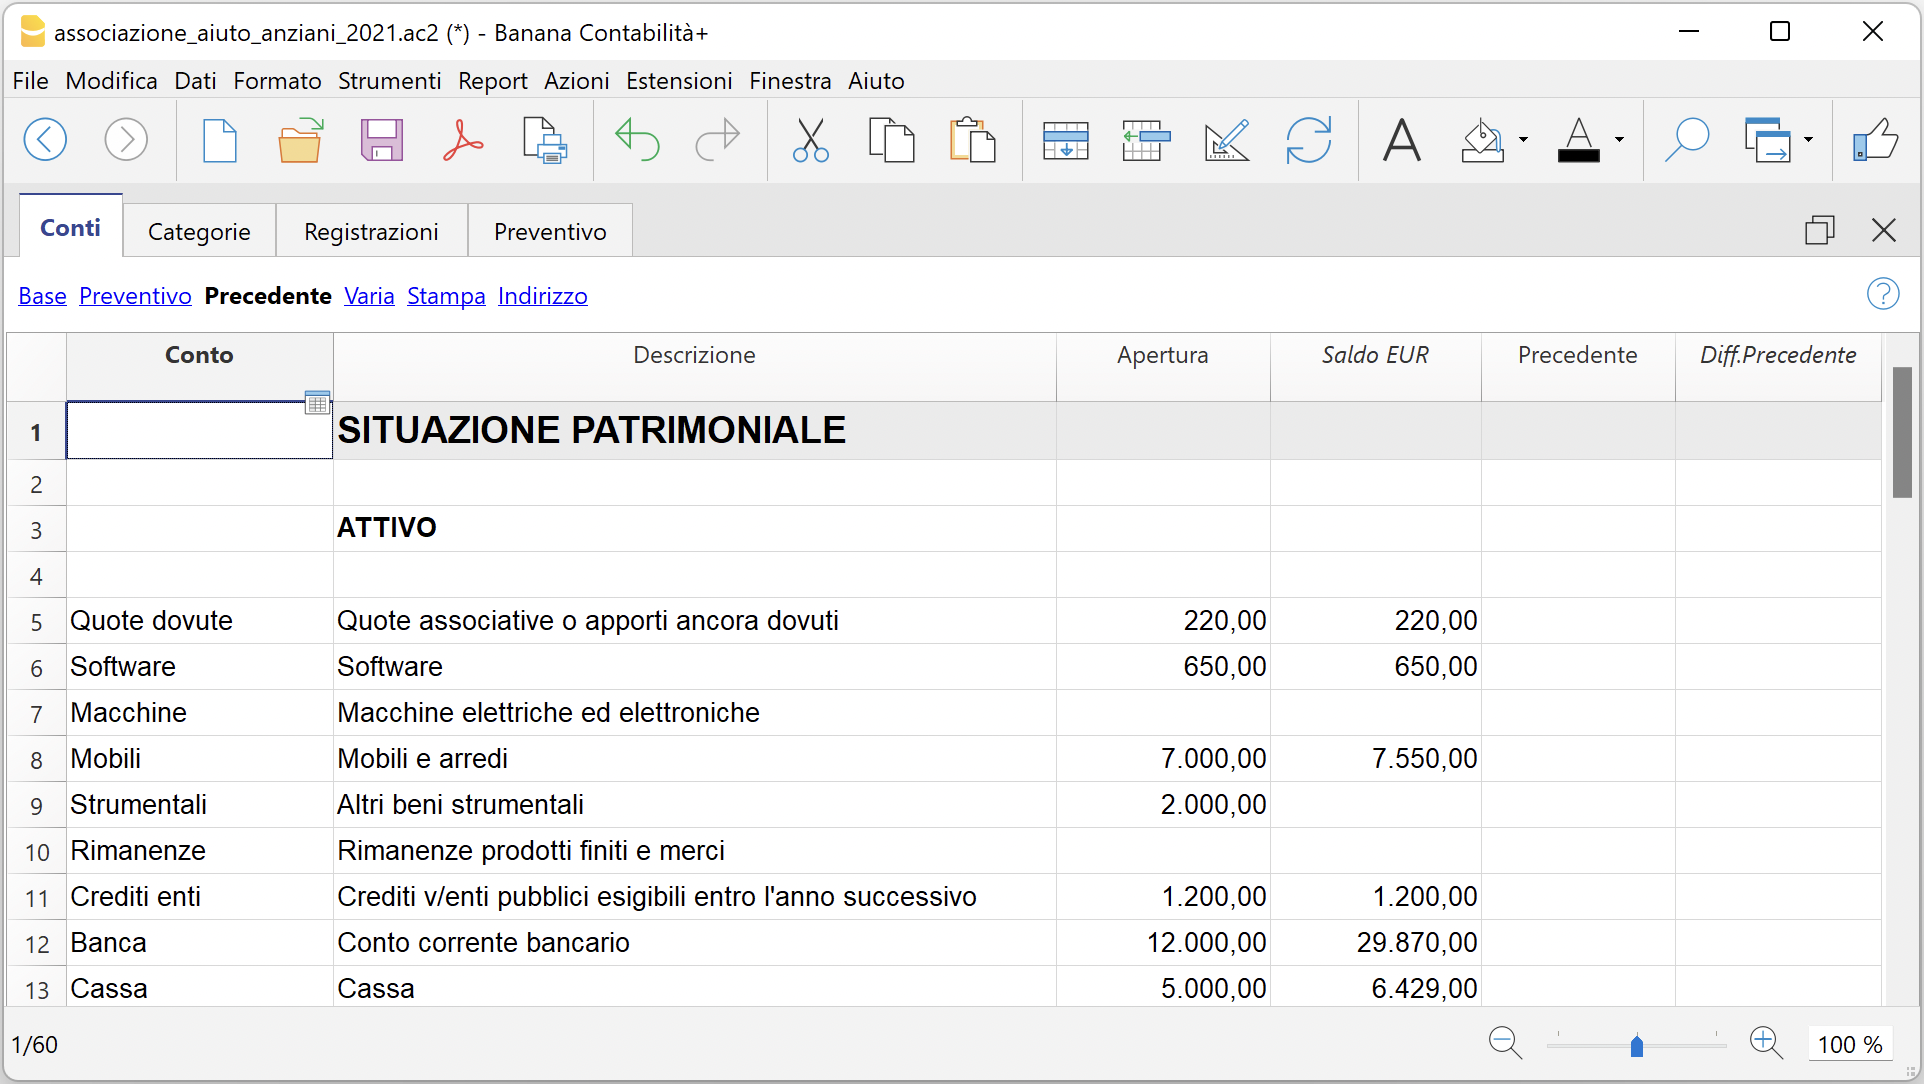 associazione_aiuto_anziani_2021.ac2 (*) - Banana Contabilità+
File Modifica Dati Formato Strumenti Report Azioni Estensioni Finestra Aiuto
Conti Categorie Registrazioni Preventivo
Base Preventivo Precedente Varia Stampa Indirizzo
Conto Descrizione Apertura Saldo EUR Precedente Diff.Precedente
1 SITUAZIONE PATRIMONIALE
2
3 ATTIVO
4
5 Quote dovute Quote associative o apporti ancora dovuti 220,00 220,00
6 Software Software 650,00 650,00
7 Macchine Macchine elettriche ed elettroniche
8 Mobili Mobili e arredi 7.000,00 7.550,00
9 Strumentali Altri beni strumentali 2.000,00
10 Rimanenze Rimanenze prodotti finiti e merci
11 Crediti enti Crediti v/enti pubblici esigibili entro l'anno successivo 1.200,00 1.200,00
12 Banca Conto corrente bancario 12.000,00 29.870,00
13 Cassa Cassa 5.000,00 6.429,00
1/60 100 %